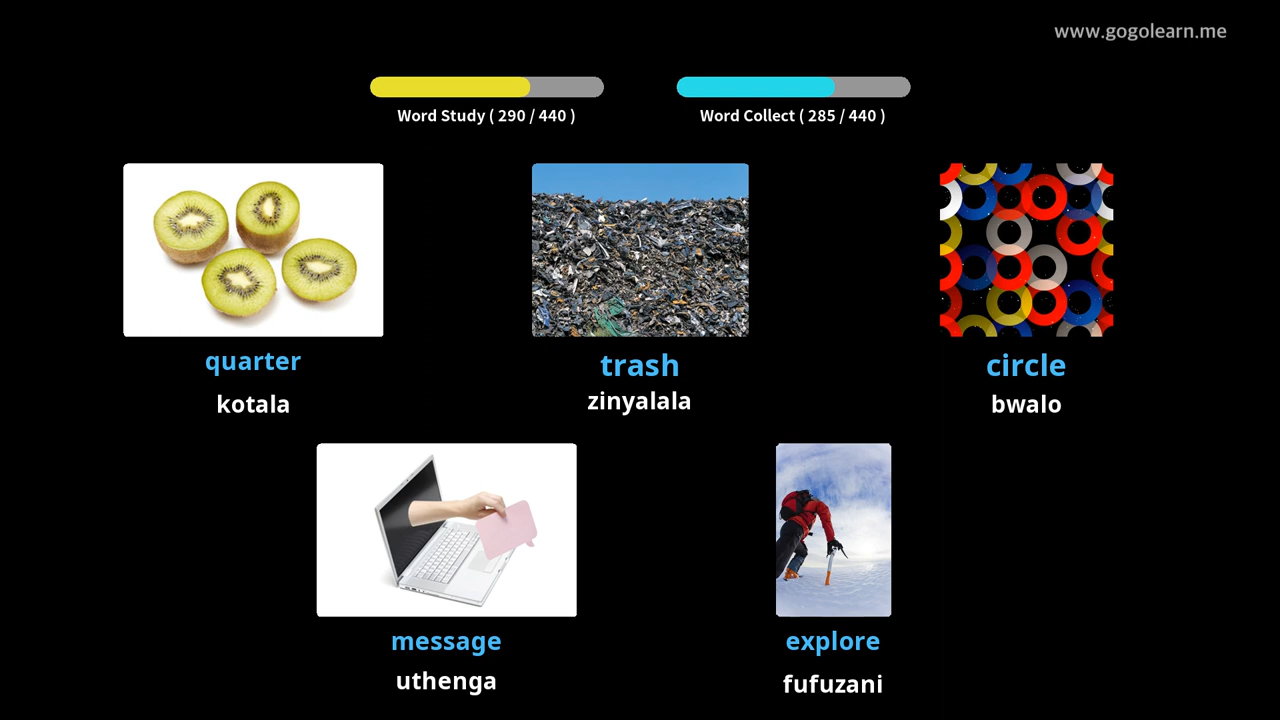 www.gogolearn.me
Word Study ( 290 / 440 )
Word Collect ( 285 / 440 )
quarter
kotala
trash
zinyalala
circle
bwalo
message
uthenga
explore
fufuzani